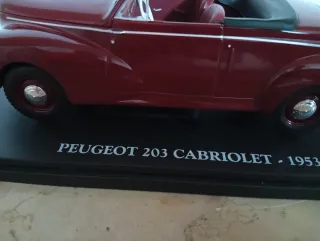 PEUGEOT 203 CABRIOLET - 1953